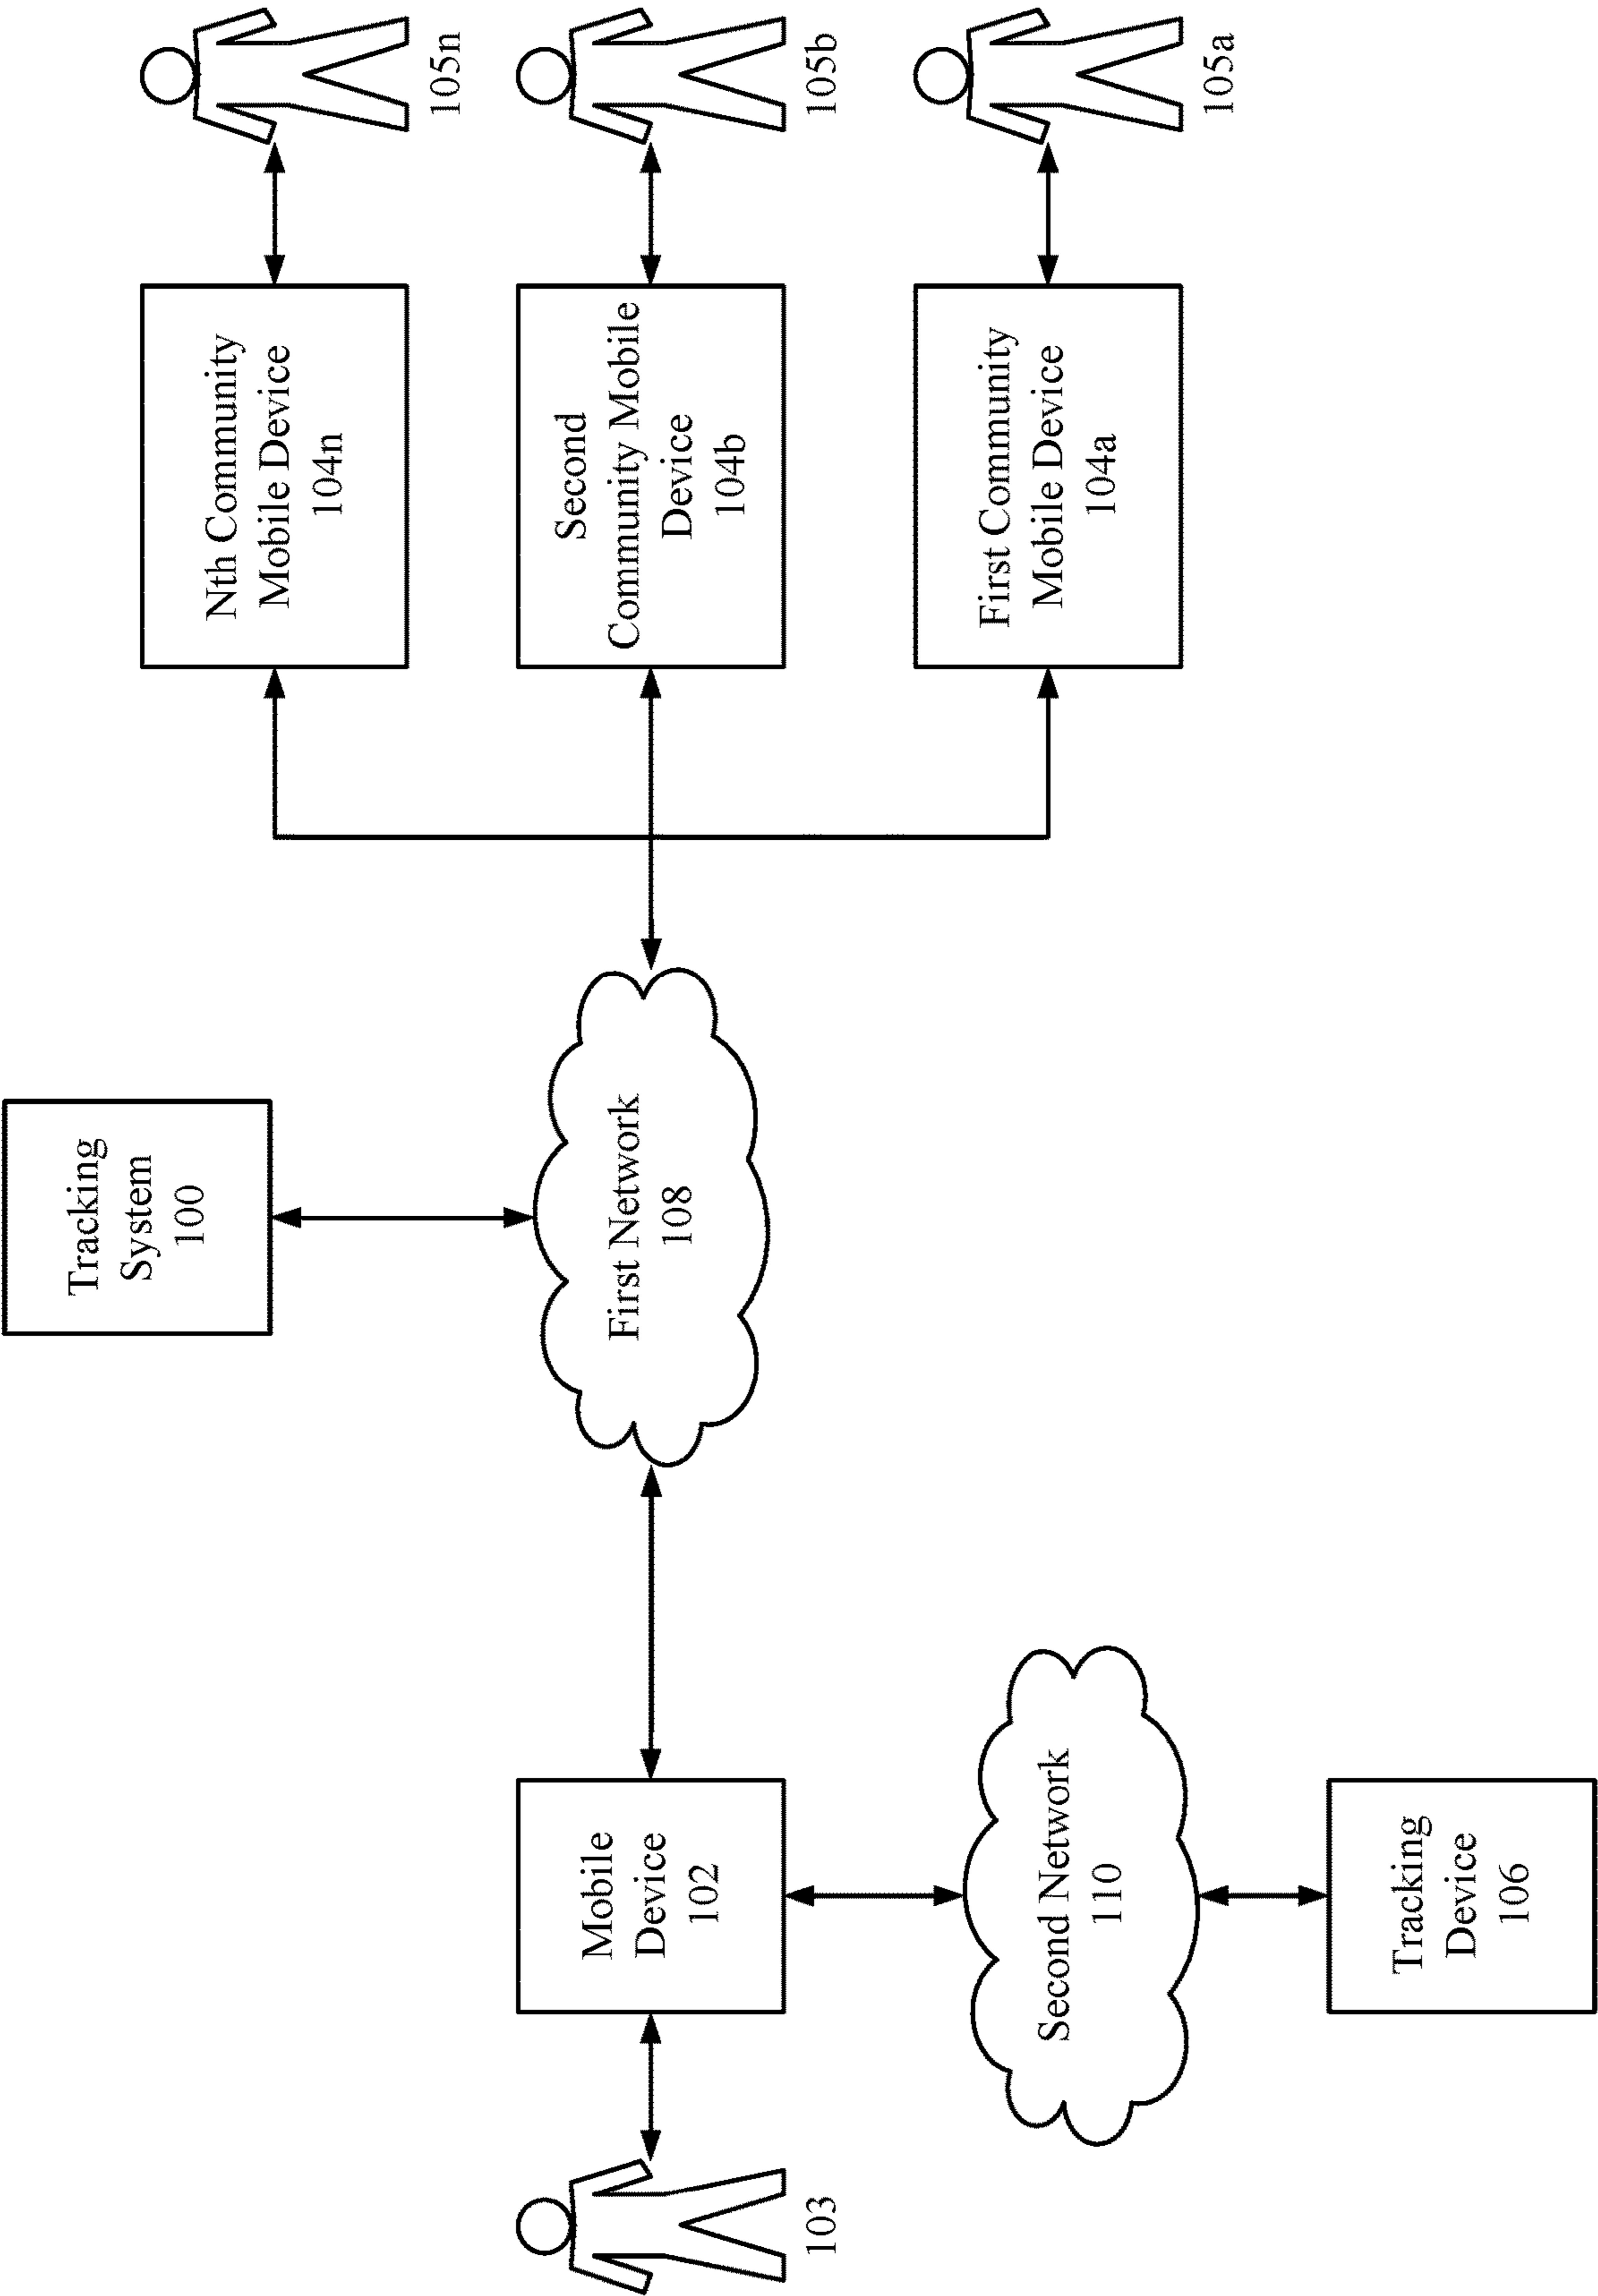 Tracking
System
100
Nth Community
Mobile Device
104n
105n
103
Mobile
Device
102
First Network
108
Second
Community Mobile
Device
104b
105b
Second Network
110
First Community
Mobile Device
104a
105a
Tracking
Device
106